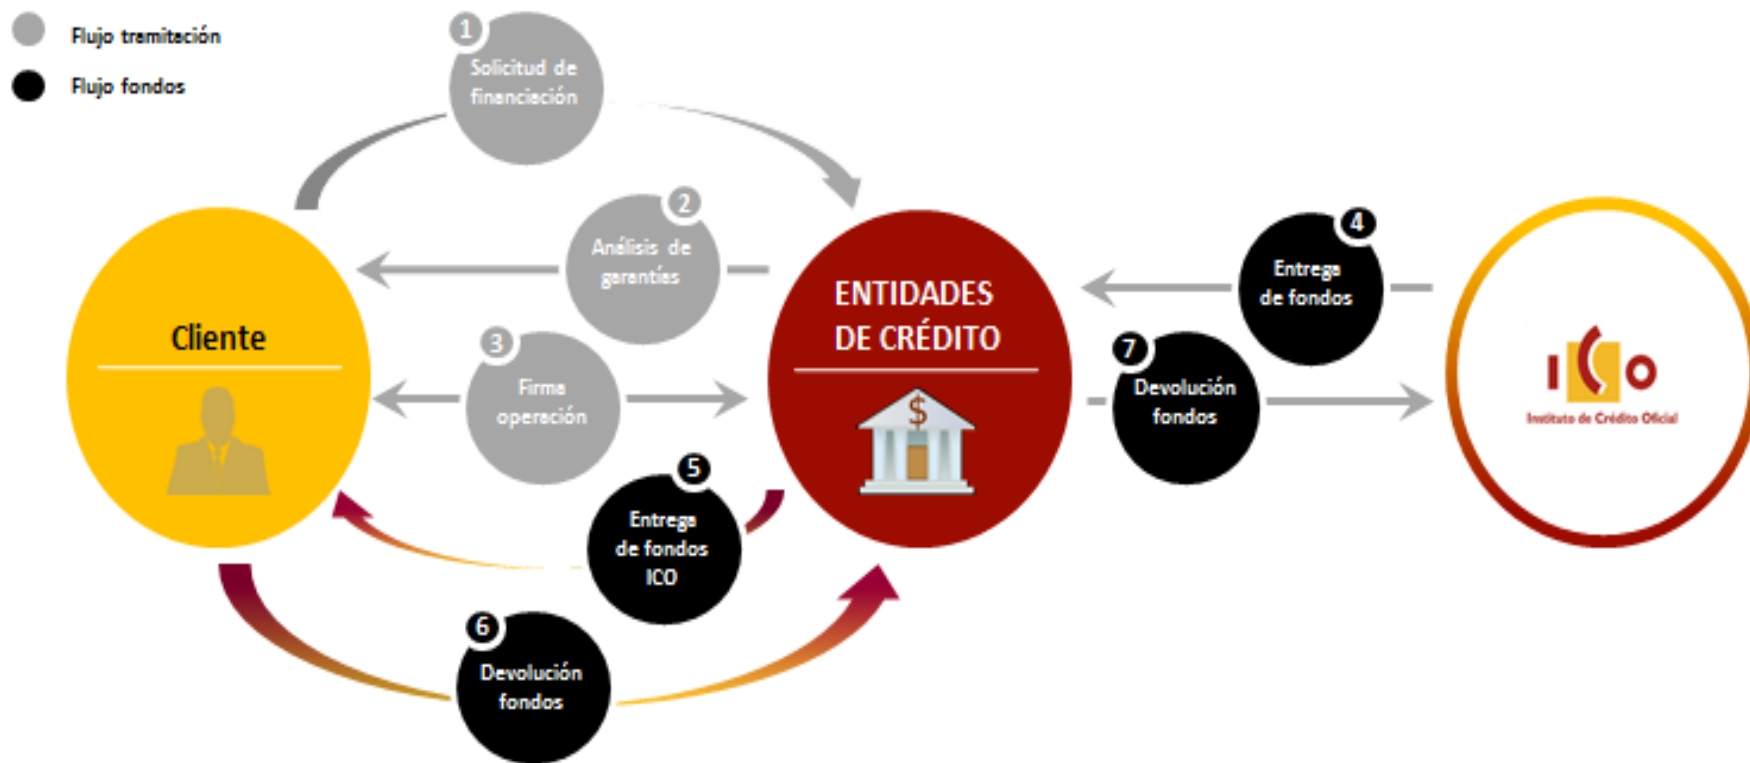 Flujo tramitación
Flujo fondos
1
Solicitud de
financiación
2
Análisis de
garantías
3
Firma
operación
Cliente
ENTIDADES
DE CRÉDITO
$
4
Entrega
de fondos
7
Devolución
fondos
ICO
Instituto de Crédito Oficial
5
Entrega
de fondos
ICO
6
Devolución
fondos